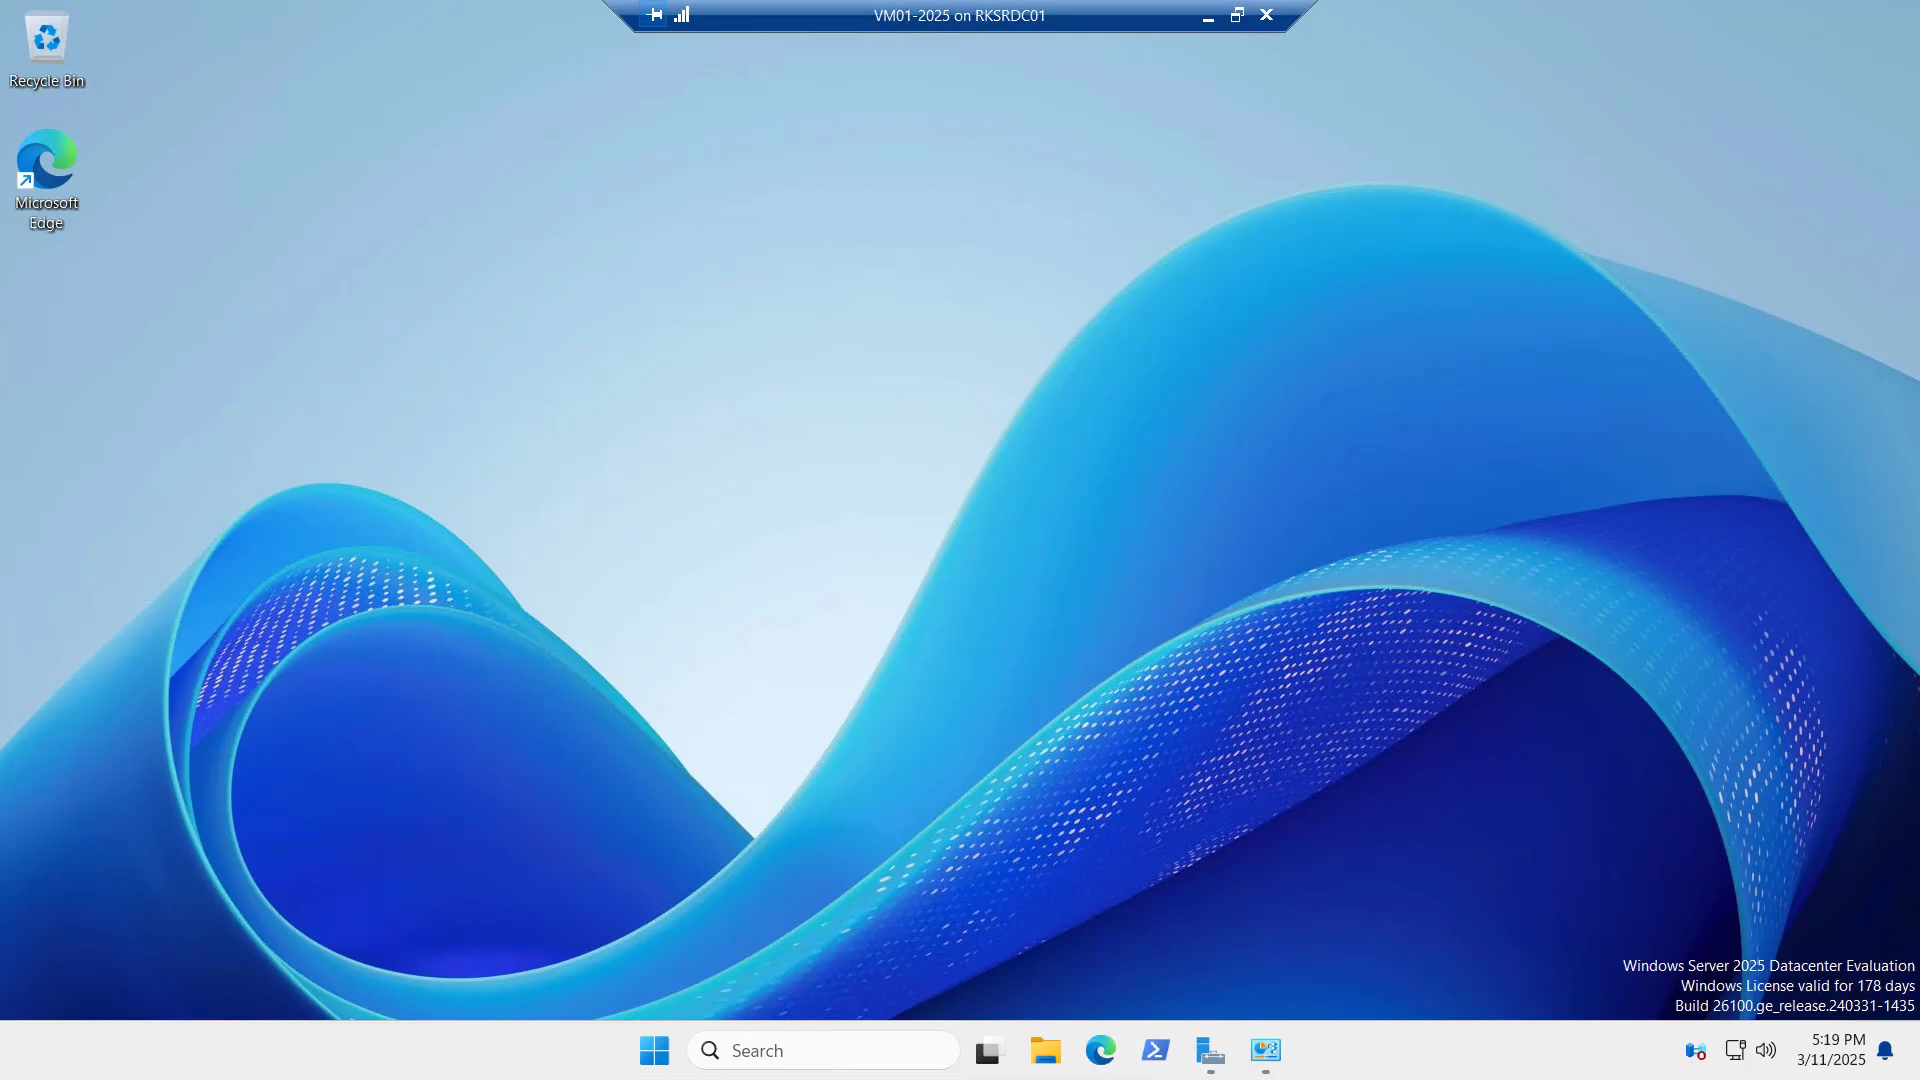 VM01-2025 on RKSRDC01
Recycle Bin
Microsoft
Edge
Windows Server 2025 Datacenter Evaluation
Windows License valid for 178 days
Build 26100.ge_release.240331-1435
Search
5:19 PM
3/11/2025